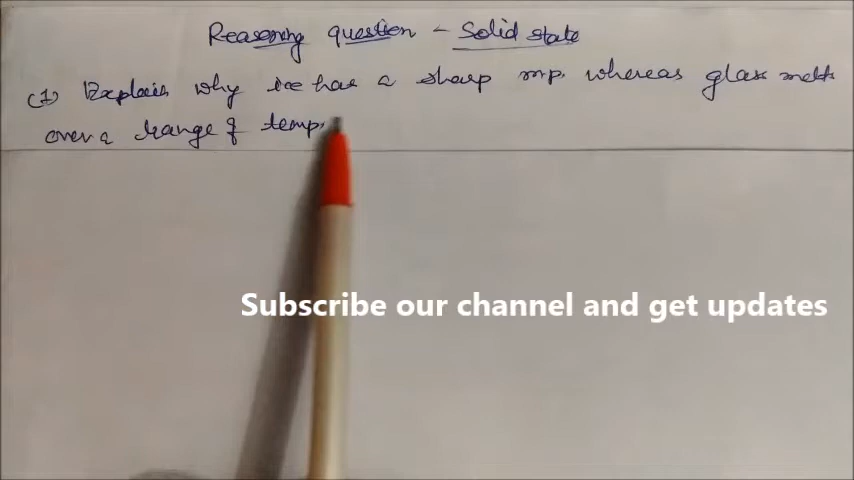 Reasoning question - Solid state
(1) Explain why ice has a sharp mp. whereas glass melts
over a range of temp.
Subscribe our channel and get updates